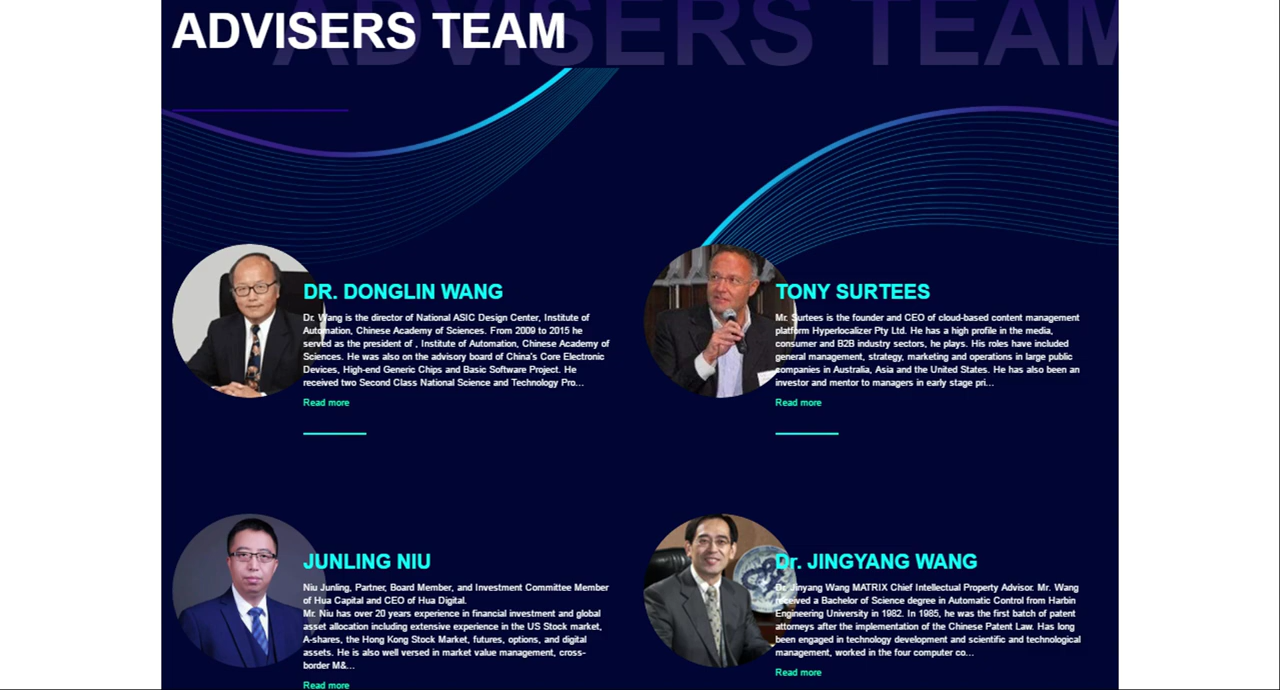 ADVISERS TEAM
ADVISERS TEAM
DR. DONGLIN WANG
Dr. Wang is the director of National ASIC Design Center, Institute of
Automation, Chinese Academy of Sciences. From 2009 to 2015 he
served as the president of , Institute of Automation, Chinese Academy of
Sciences. He was also on the advisory board of China's Core Electronic
Devices, High-end Generic Chips and Basic Software Project. He
received two Second Class National Science and Technology Pro...
Read more
TONY SURTEES
Mr. Surtees is the founder and CEO of cloud-based content management
platform Hyperlocalizer Pty Ltd. He has a high profile in the media,
consumer and B2B industry sectors, he plays. His roles have included
general management, strategy, marketing and operations in large public
companies in Australia, Asia and the United States. He has also been an
investor and mentor to managers in early stage pri...
Read more
JUNLING NIU
Niu Junling, Partner, Board Member, and Investment Committee Member
of Hua Capital and CEO of Hua Digital.
Mr. Niu has over 20 years experience in financial investment and global
asset allocation including extensive experience in the US Stock market,
A-shares, the Hong Kong Stock Market, futures, options, and digital
assets. He is also well versed in market value management, cross-
border M&...
Read more
Dr. JINGYANG WANG
Dr. Jinyang Wang MATRIX Chief Intellectual Property Advisor. Mr. Wang
received a Bachelor of Science degree in Automatic Control from Harbin
Engineering University in 1982. In 1985, he was the first batch of patent
attorneys after the implementation of the Chinese Patent Law. Has long
been engaged in technology development and scientific and technological
management, worked in the four computer co...
Read more